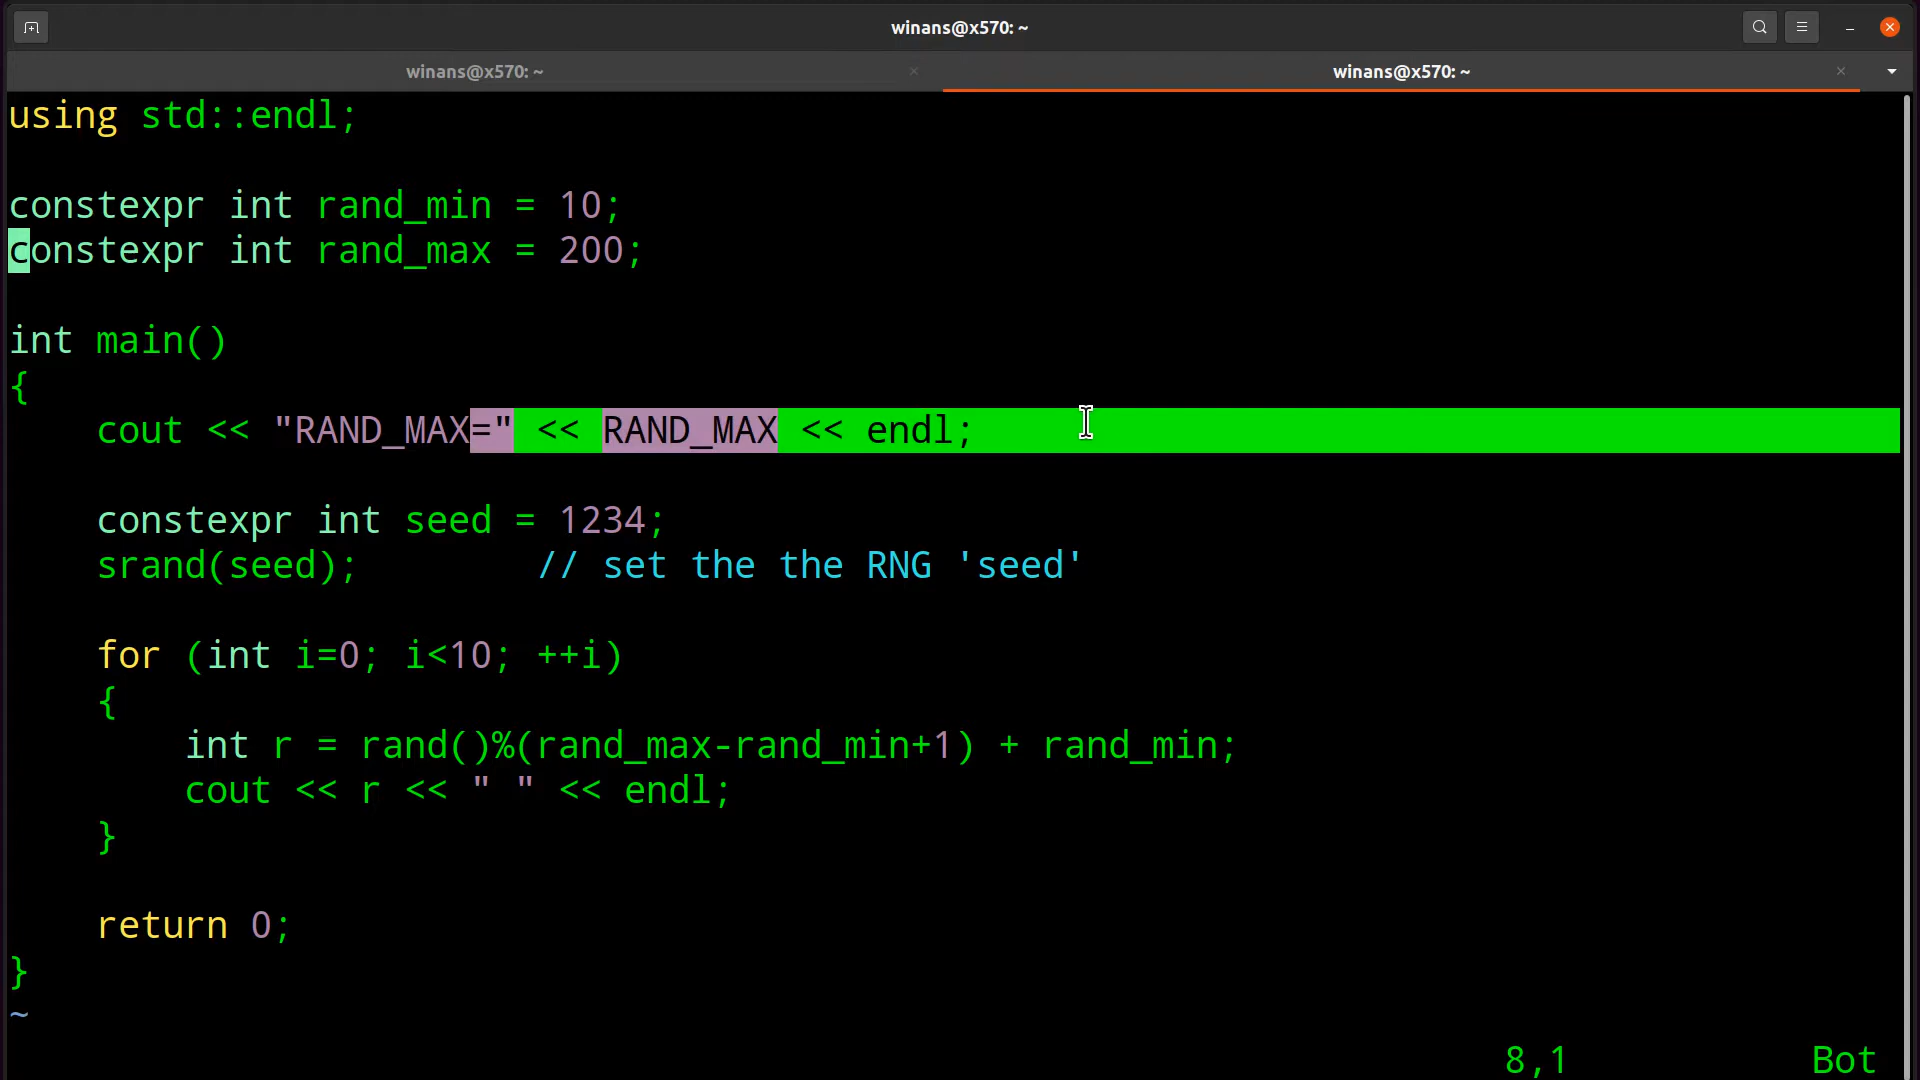 winans@x570: ~
winans@x570: ~
winans@x570: ~
using std::endl;
constexpr int rand_min = 10;
constexpr int rand_max = 200;
int main()
{
    cout << "RAND_MAX=" << RAND_MAX << endl;
    constexpr int seed = 1234;
    srand(seed);        // set the the RNG 'seed'
    for (int i=0; i<10; ++i)
    {
        int r = rand()%(rand_max-rand_min+1) + rand_min;
        cout << r << " " << endl;
    }
    return 0;
}
~
8,1 Bot